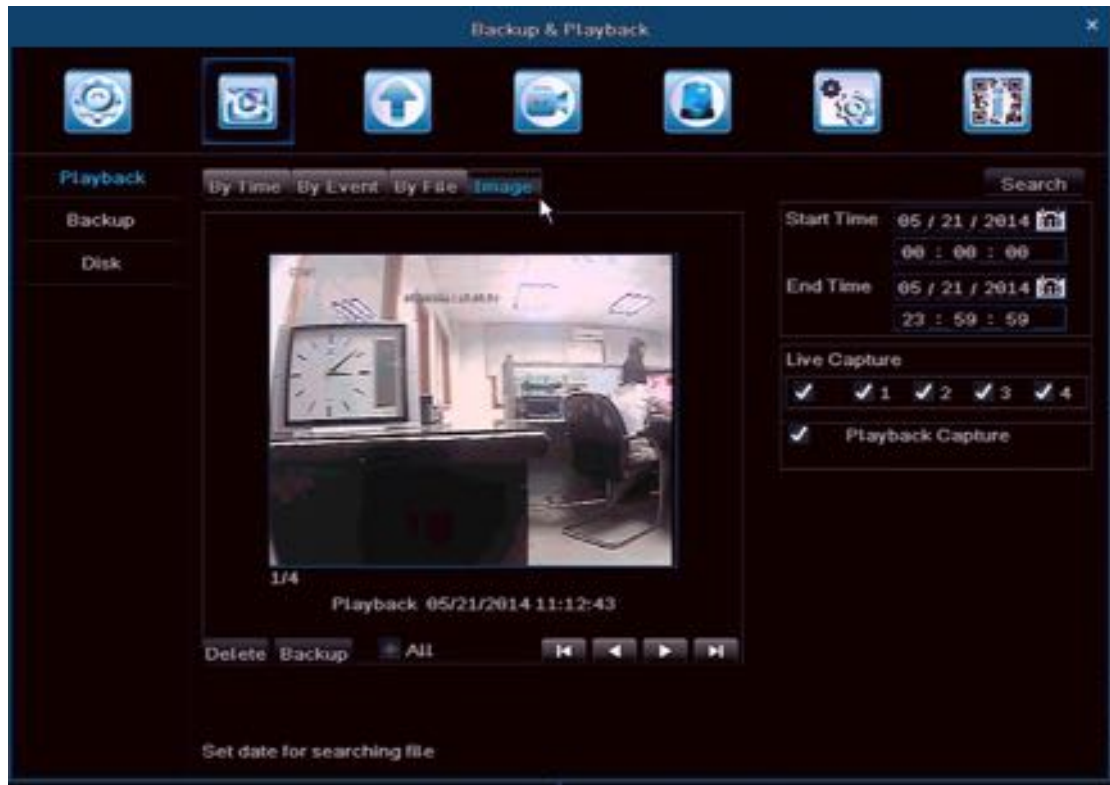 Backup & Playback ×
Playback
Backup
Disk
By Time By Event By File Image
Search
Start Time 05 / 21 / 2014
00 : 00 : 00
End Time 05 / 21 / 2014
23 : 59 : 59
Live Capture
1 2 3 4
Playback Capture
1/4
Playback 05/21/2014 11:12:43
Delete Backup All
Set date for searching file